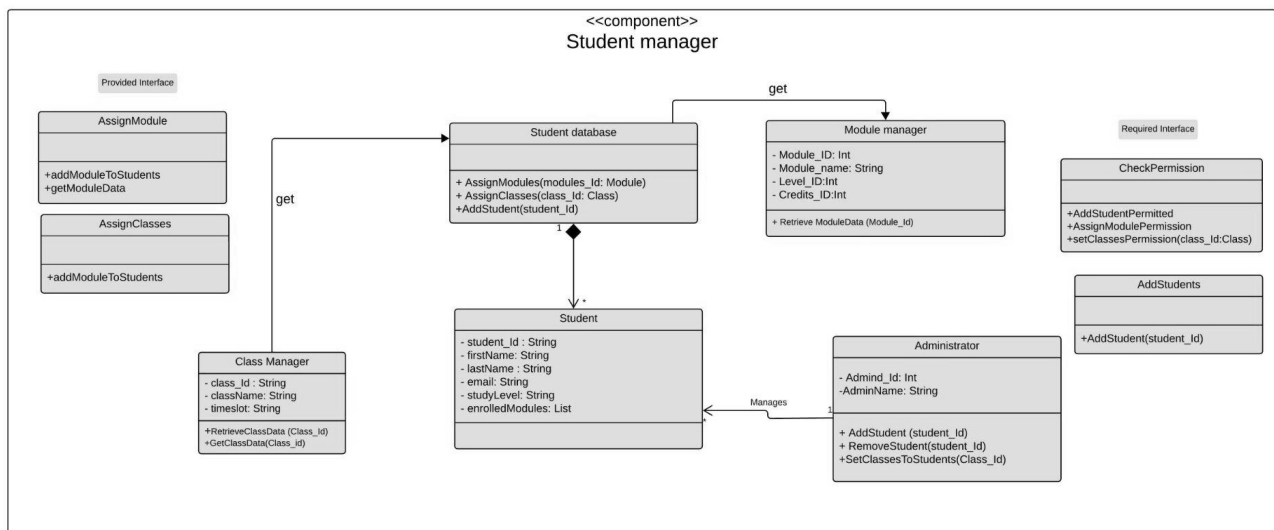 <<component>>
Student manager
Provided Interface
AssignModule
+addModuleToStudents
+getModuleData
AssignClasses
+addModuleToStudents
get
Class Manager
- class_Id : String
- className: String
- timeslot: String
+RetrieveClassData (Class_Id)
+GetClassData(Class_id)
Student database
+ AssignModules(modules_Id: Module)
+ AssignClasses(class_Id: Class)
+AddStudent(student_Id)
1
*
Student
- student_Id : String
- firstName: String
- lastName : String
- email: String
- studyLevel: String
- enrolledModules: List
get
Module manager
- Module_ID: Int
- Module_name: String
- Level_ID:Int
- Credits_ID:Int
+ Retrieve ModuleData (Module_Id)
Manages
1
*
Administrator
- Admind_Id: Int
-AdminName: String
+ AddStudent (student_Id)
+ RemoveStudent(student_Id)
+SetClassesToStudents(Class_Id)
Required Interface
CheckPermission
+AddStudentPermitted
+AssignModulePermission
+setClassesPermission(class_Id:Class)
AddStudents
+AddStudent(student_Id)